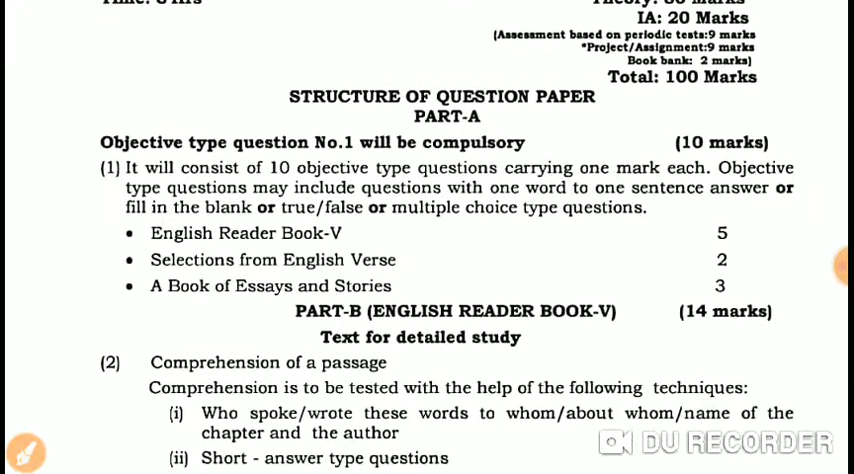 IA: 20 Marks
(Assessment based on periodic tests:9 marks
*Project/Assignment:9 marks
Book bank: 2 marks)
Total: 100 Marks
STRUCTURE OF QUESTION PAPER
PART-A
Objective type question No.1 will be compulsory (10 marks)
(1) It will consist of 10 objective type questions carrying one mark each. Objective
type questions may include questions with one word to one sentence answer or
fill in the blank or true/false or multiple choice type questions.
• English Reader Book-V 5
• Selections from English Verse 2
• A Book of Essays and Stories 3
PART-B (ENGLISH READER BOOK-V) (14 marks)
Text for detailed study
(2) Comprehension of a passage
Comprehension is to be tested with the help of the following techniques:
(i) Who spoke/wrote these words to whom/about whom/name of the
chapter and the author
(ii) Short - answer type questions
DU RECORDER